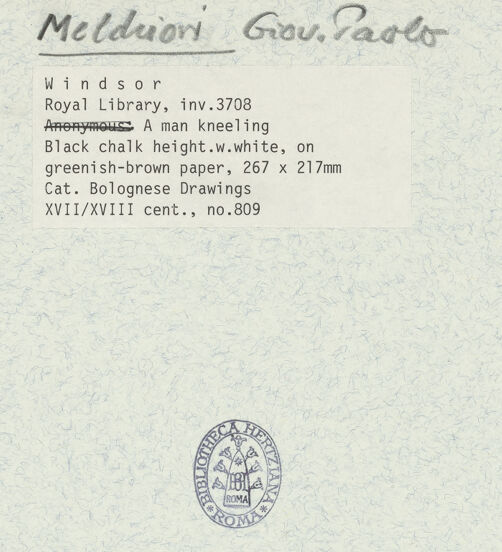 Melchiori Giov. Paolo
Windsor
Royal Library, inv.3708
Anonymous: A man kneeling
Black chalk height.w.white, on
greenish-brown paper, 267 x 217mm
Cat. Bolognese Drawings
XVII/XVIII cent., no.809
BIBLIOTHECA HERTZIANA
ROMA
ROMA